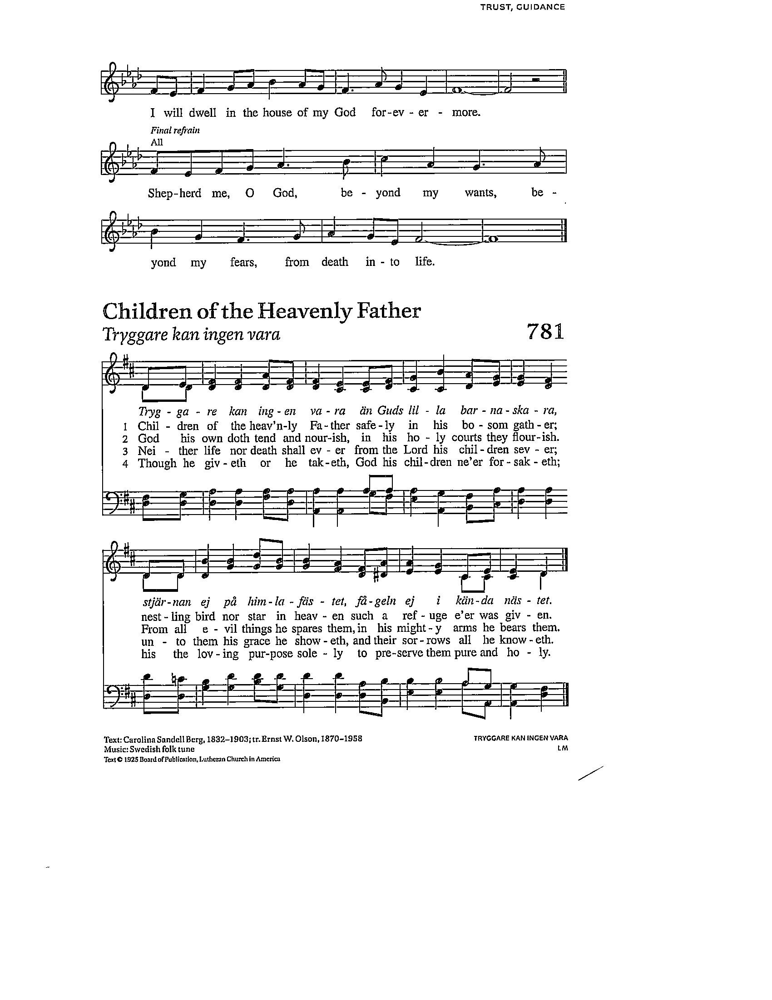 TRUST, GUIDANCE
I will dwell in the house of my God for-ev - er - more.
Final refrain
All
Shep-herd me, O God, be - yond my wants, be -
yond my fears, from death in - to life.
Children of the Heavenly Father
Tryggare kan ingen vara
781
Tryg - ga - re kan ing - en va - ra än Guds lil - la bar - na - ska - ra,
1 Chil - dren of the heav'n-ly Fa - ther safe - ly in his bo - som gath - er;
2 God his own doth tend and nour-ish, in his ho - ly courts they flour-ish.
3 Nei - ther life nor death shall ev - er from the Lord his chil - dren sev - er;
4 Though he giv - eth or he tak - eth, God his chil - dren ne'er for - sak - eth;
stjär-nan ej på him - la - fäs - tet, få - geln ej i kän - da näs - tet.
nest - ling bird nor star in heav - en such a ref - uge e'er was giv - en.
From all e - vil things he spares them, in his might - y arms he bears them.
un - to them his grace he show - eth, and their sor - rows all he know - eth.
his the lov - ing pur-pose sole - ly to pre-serve them pure and ho - ly.
Text: Carolina Sandell Berg, 1832–1903; tr. Ernst W. Olson, 1870–1958
TRYGGARE KAN INGEN VARA
Music: Swedish folk tune
LM
Text © 1925 Board of Publication, Lutheran Church in America